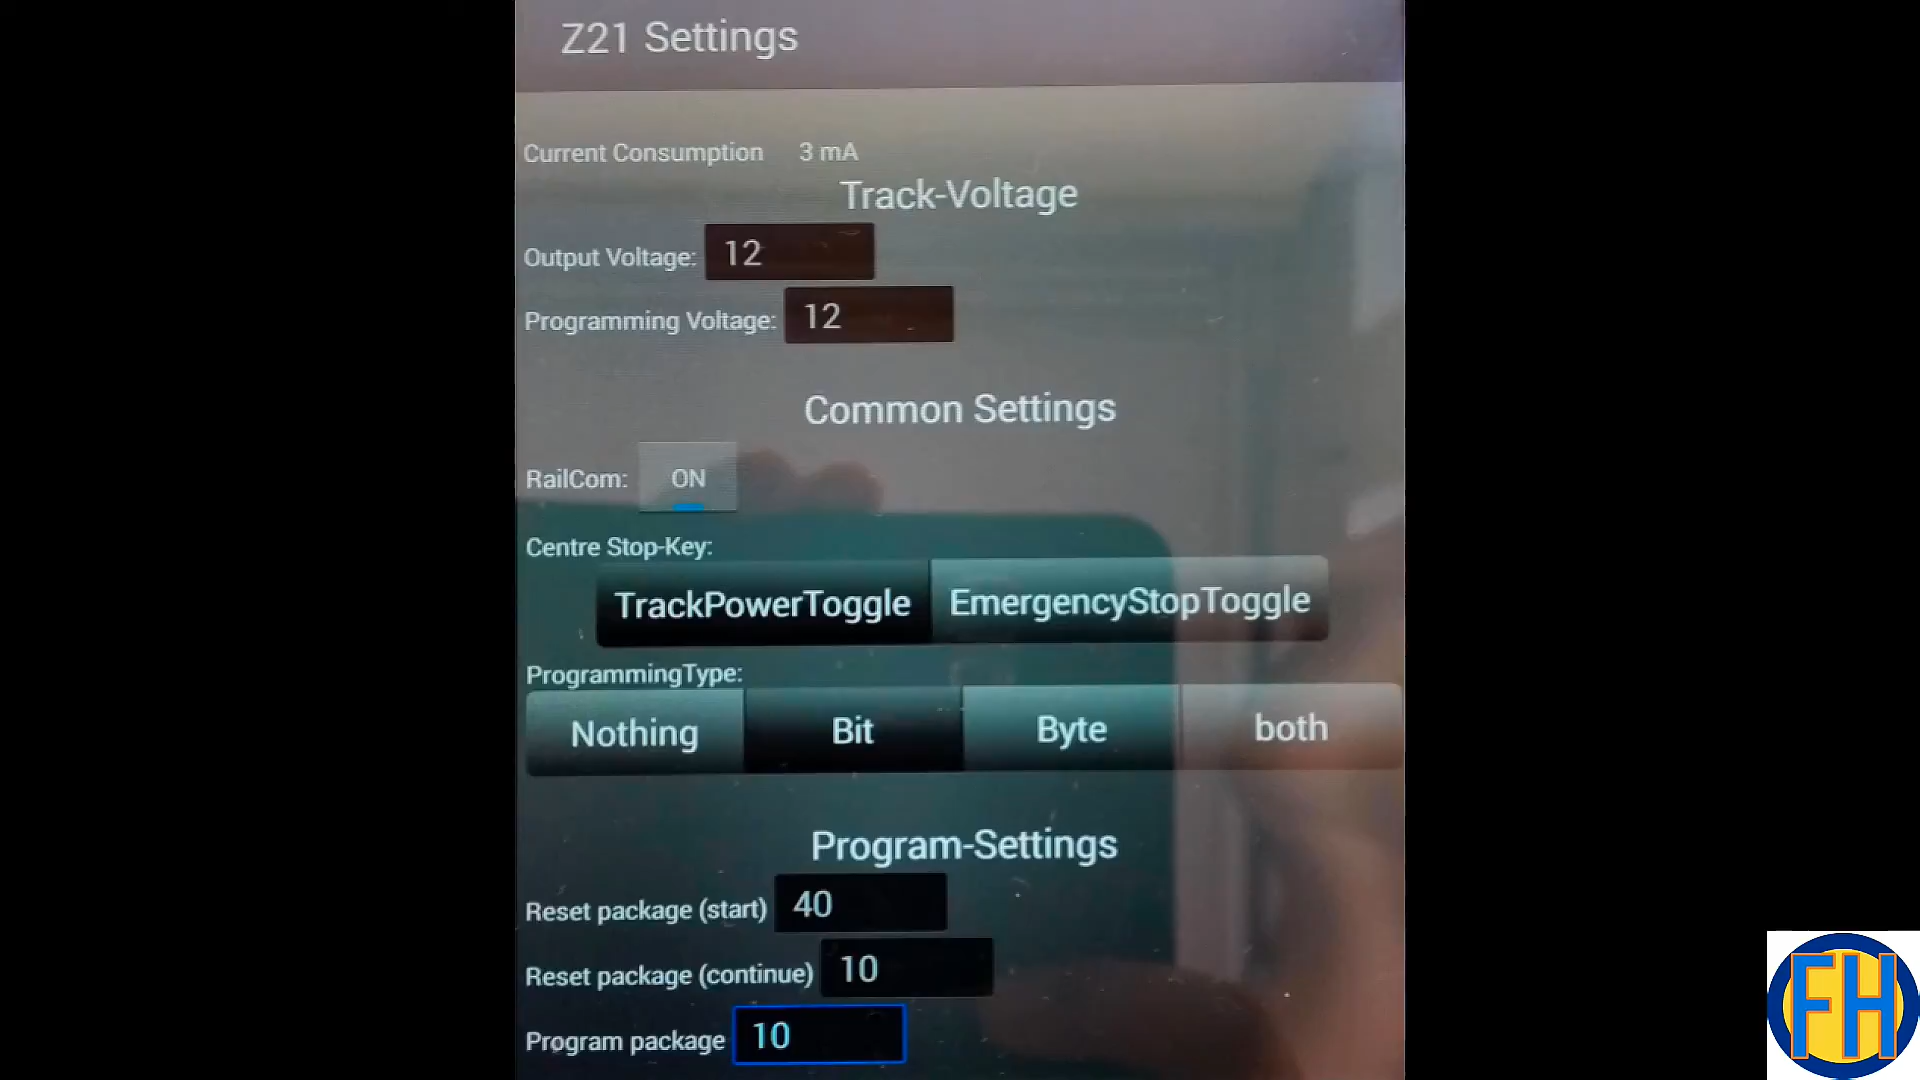 Z21 Settings
Current Consumption 3 mA
Track-Voltage
Output Voltage: 12
Programming Voltage: 12
Common Settings
RailCom: ON
Centre Stop-Key:
TrackPowerToggle EmergencyStopToggle
ProgrammingType:
Nothing Bit Byte both
Program-Settings
Reset package (start) 40
Reset package (continue) 10
Program package 10
FH